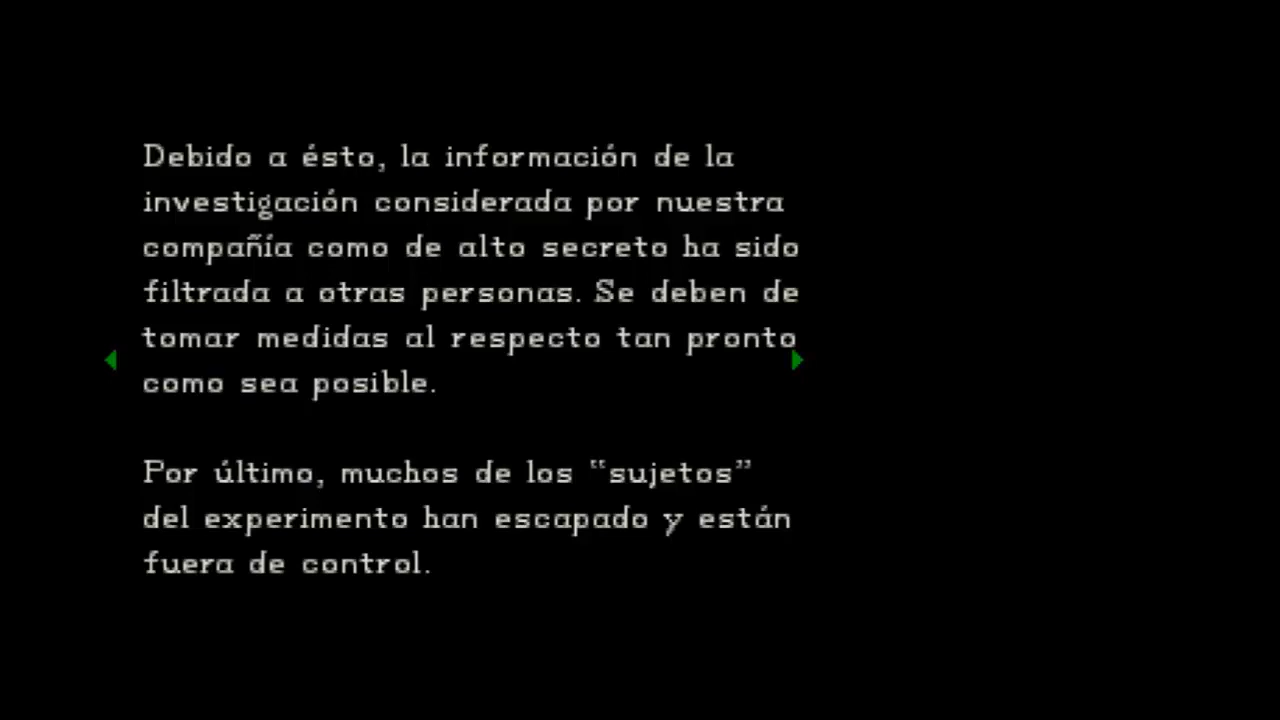 Debido a ésto, la información de la
investigación considerada por nuestra
compañía como de alto secreto ha sido
filtrada a otras personas. Se deben de
tomar medidas al respecto tan pronto
como sea posible.
Por último, muchos de los “sujetos”
del experimento han escapado y están
fuera de control.